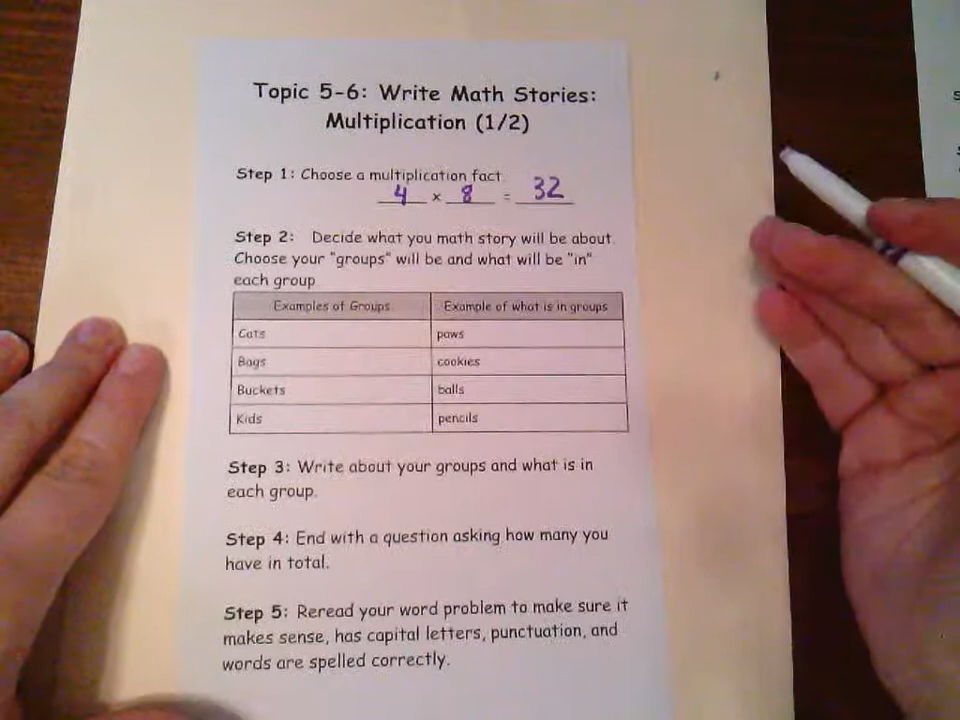 Topic 5-6: Write Math Stories:
Multiplication (1/2)
Step 1: Choose a multiplication fact.
4 x 8 = 32
Step 2: Decide what you math story will be about.
Choose your "groups" will be and what will be "in"
each group
Examples of Groups Example of what is in groups
Cats paws
Bags cookies
Buckets balls
Kids pencils
Step 3: Write about your groups and what is in
each group.
Step 4: End with a question asking how many you
have in total.
Step 5: Reread your word problem to make sure it
makes sense, has capital letters, punctuation, and
words are spelled correctly.